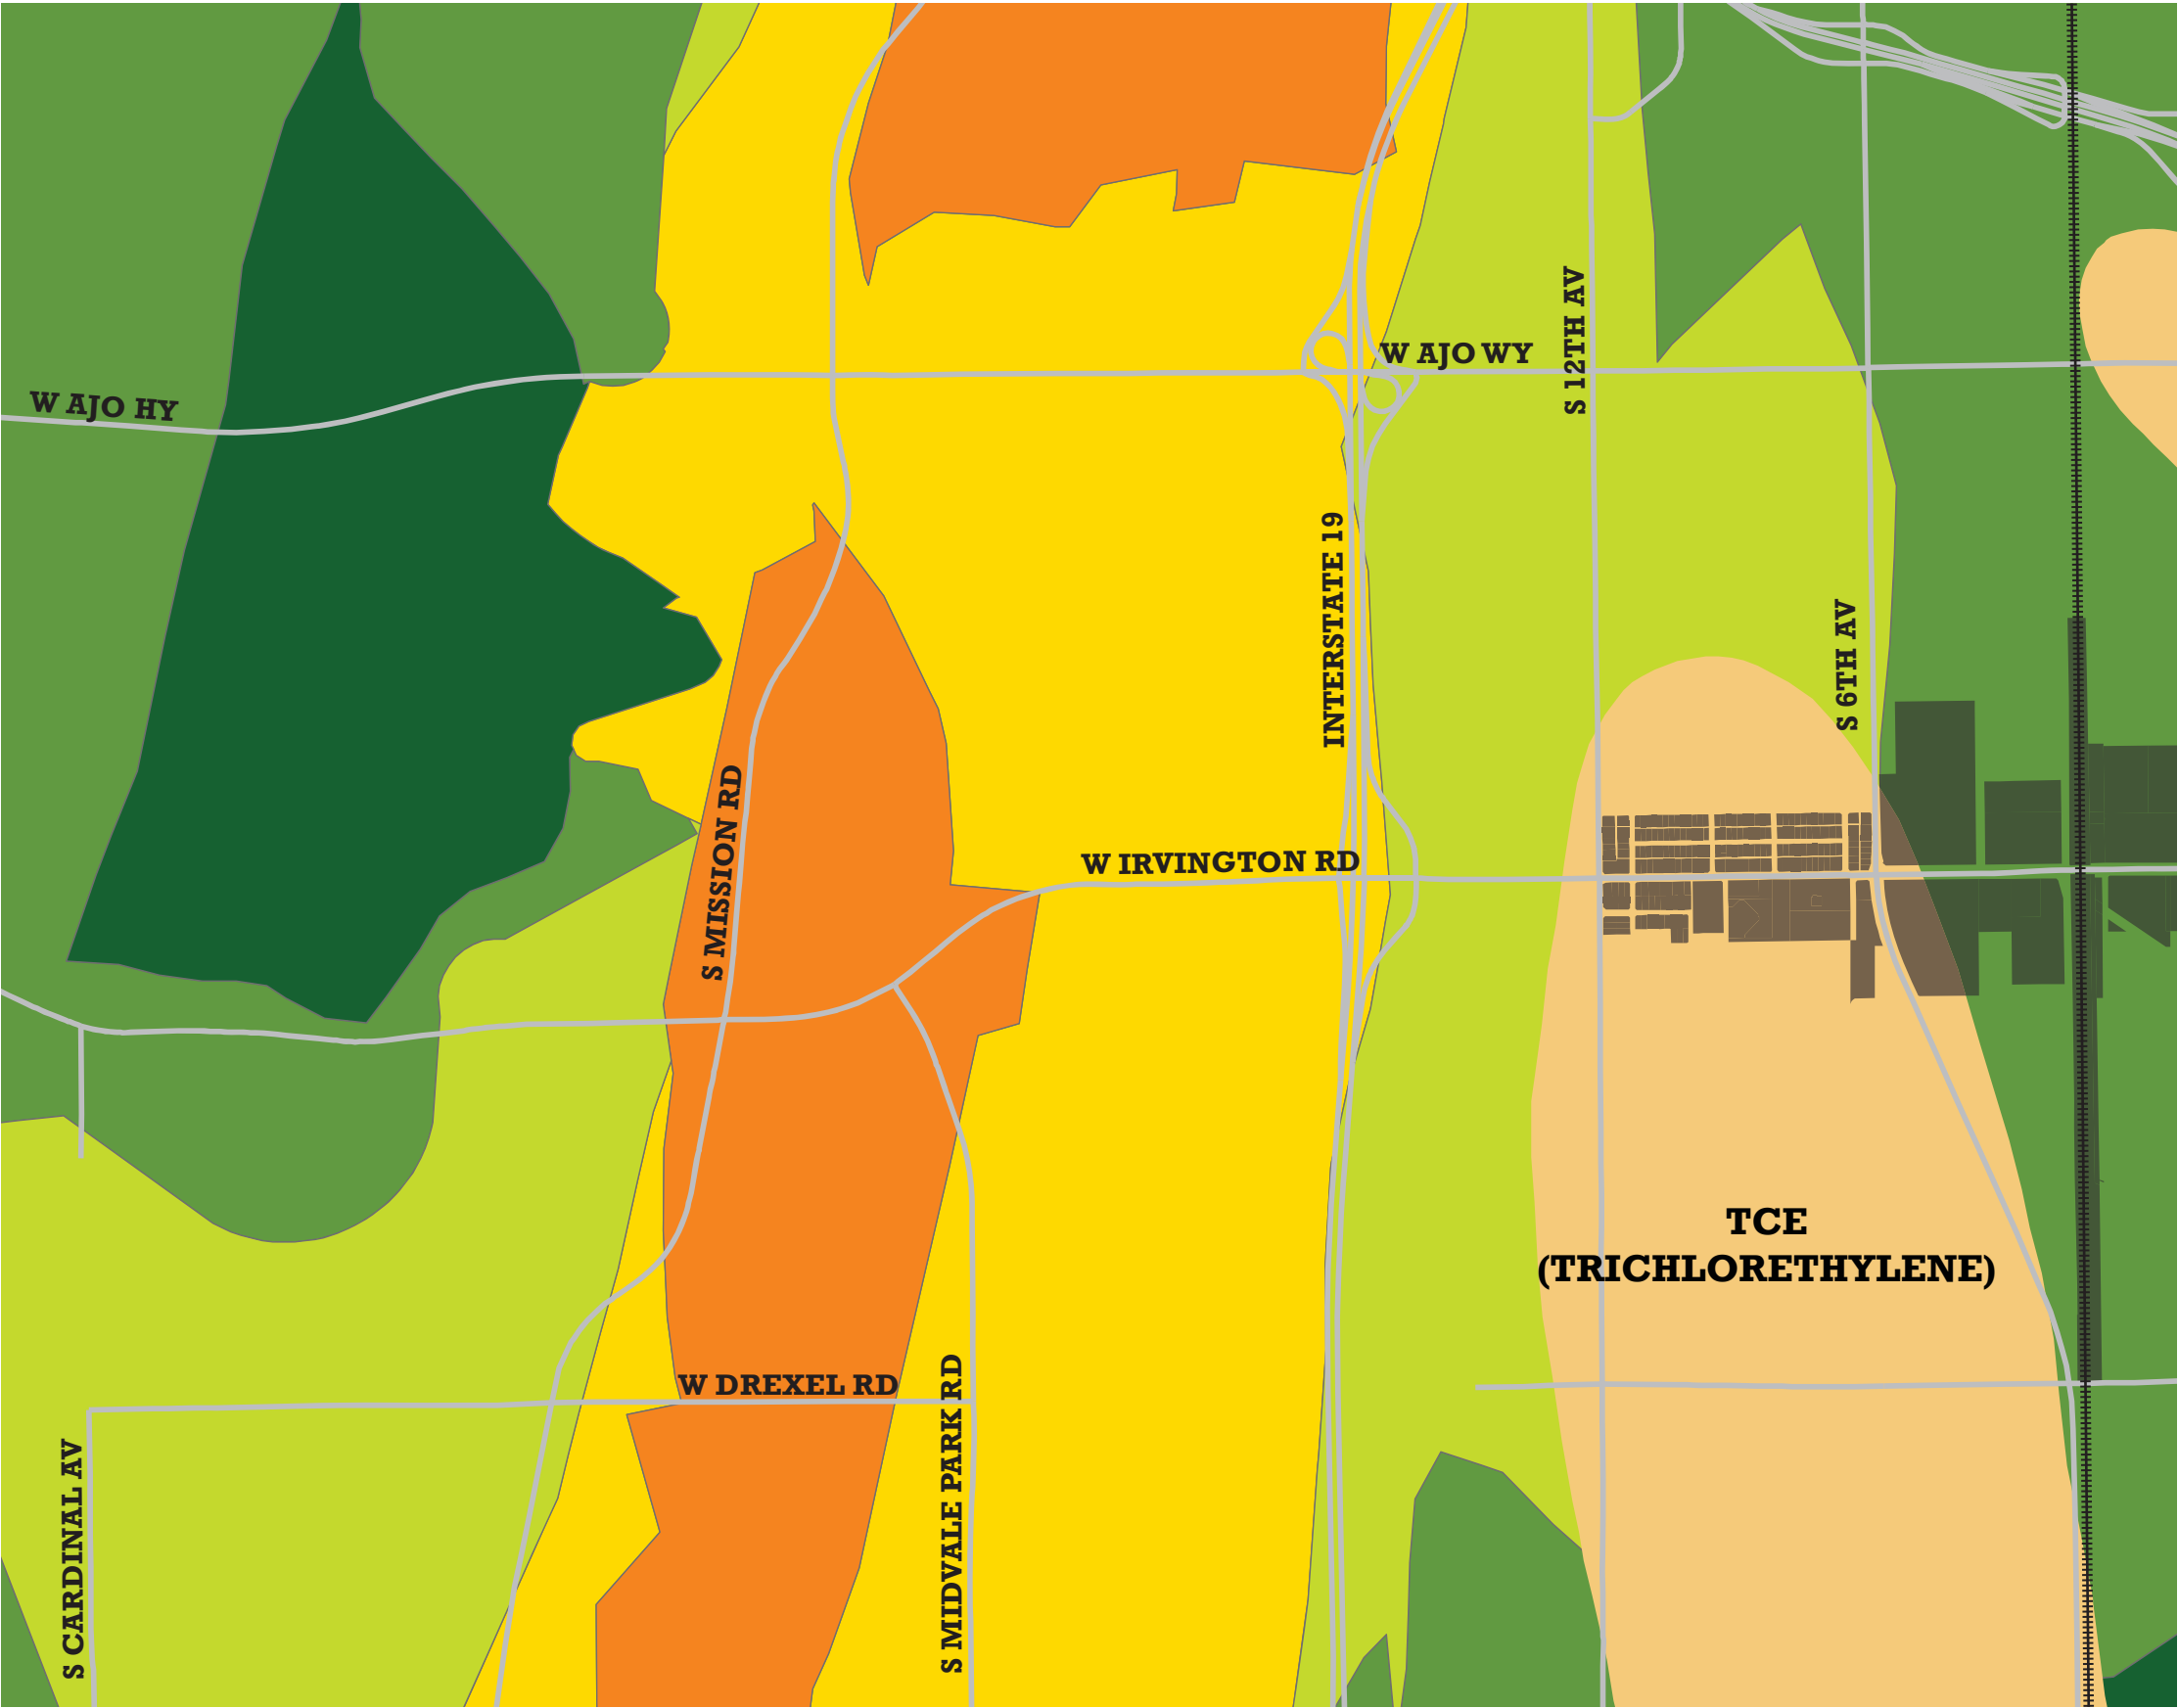 W AJO HY
W AJO WY
S 12TH AV
INTERSTATE 19
S 6TH AV
S MISSION RD
W IRVINGTON RD
TCE
(TRICHLORETHYLENE)
W DREXEL RD
S MIDVALE PARK RD
S CARDINAL AV